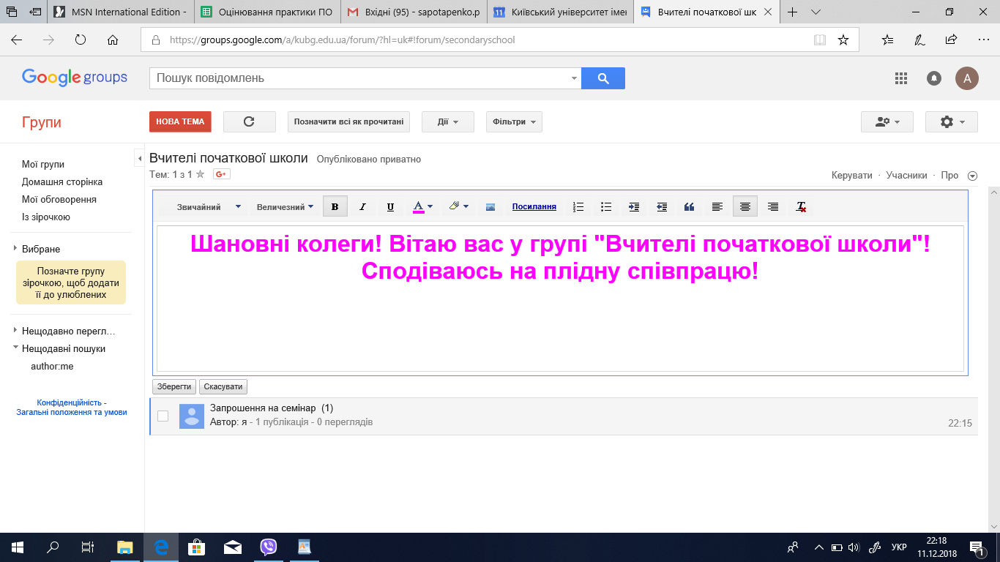 MSN International Edition -
Оцінювання практики ПО
Вхідні (95) - sapotapenko.p
11 Київський університет імен
Вчителі початкової шк
https://groups.google.com/a/kubg.edu.ua/forum/?hl=uk#!forum/secondaryschool
Google groups
Пошук повідомлень
A
Групи
НОВА ТЕМА
Позначити всі як прочитані
Дії
Фільтри
Мої групи
Домашня сторінка
Мої обговорення
Із зірочкою
Вибране
Позначте групу
зірочкою, щоб додати
її до улюблених
Нещодавно перегл…
Нещодавні пошуки
author:me
Конфіденційність -
Загальні положення та умови
Вчителі початкової школи Опубліковано приватно
Тем: 1 з 1 G+
Керувати · Учасники · Про
Звичайний Величезний B I U A Посилання
Шановні колеги! Вітаю вас у групі "Вчителі початкової школи"!
Сподіваюсь на плідну співпрацю!
Зберегти Скасувати
Запрошення на семінар (1)
Автор: я - 1 публікація - 0 переглядів
22:15
УКР
22:18
11.12.2018
1